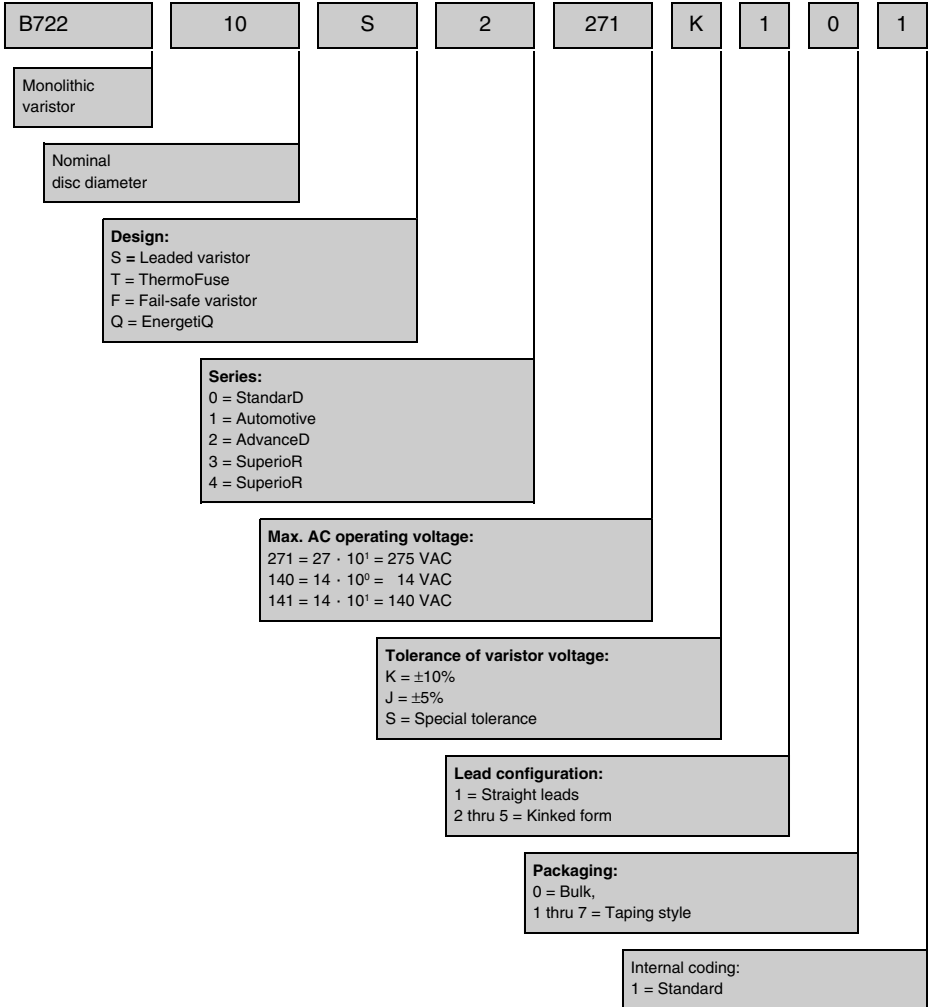 B722 10 S 2 271 K 1 0 1
Monolithic
varistor
Nominal
disc diameter
Design:
S = Leaded varistor
T = ThermoFuse
F = Fail-safe varistor
Q = EnergetiQ
Series:
0 = StandarD
1 = Automotive
2 = AdvanceD
3 = SuperioR
4 = SuperioR
Max. AC operating voltage:
271 = 27 · 10¹ = 275 VAC
140 = 14 · 10⁰ = 14 VAC
141 = 14 · 10¹ = 140 VAC
Tolerance of varistor voltage:
K = ±10%
J = ±5%
S = Special tolerance
Lead configuration:
1 = Straight leads
2 thru 5 = Kinked form
Packaging:
0 = Bulk,
1 thru 7 = Taping style
Internal coding:
1 = Standard